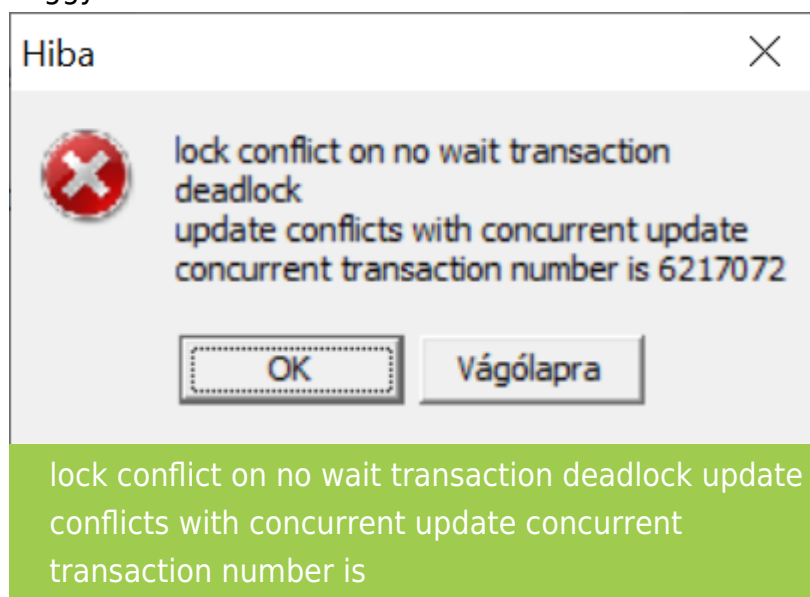 Hiba
lock conflict on no wait transaction
deadlock
update conflicts with concurrent update
concurrent transaction number is 6217072
OK
Vágólapra
lock conflict on no wait transaction deadlock update
conflicts with concurrent update concurrent
transaction number is